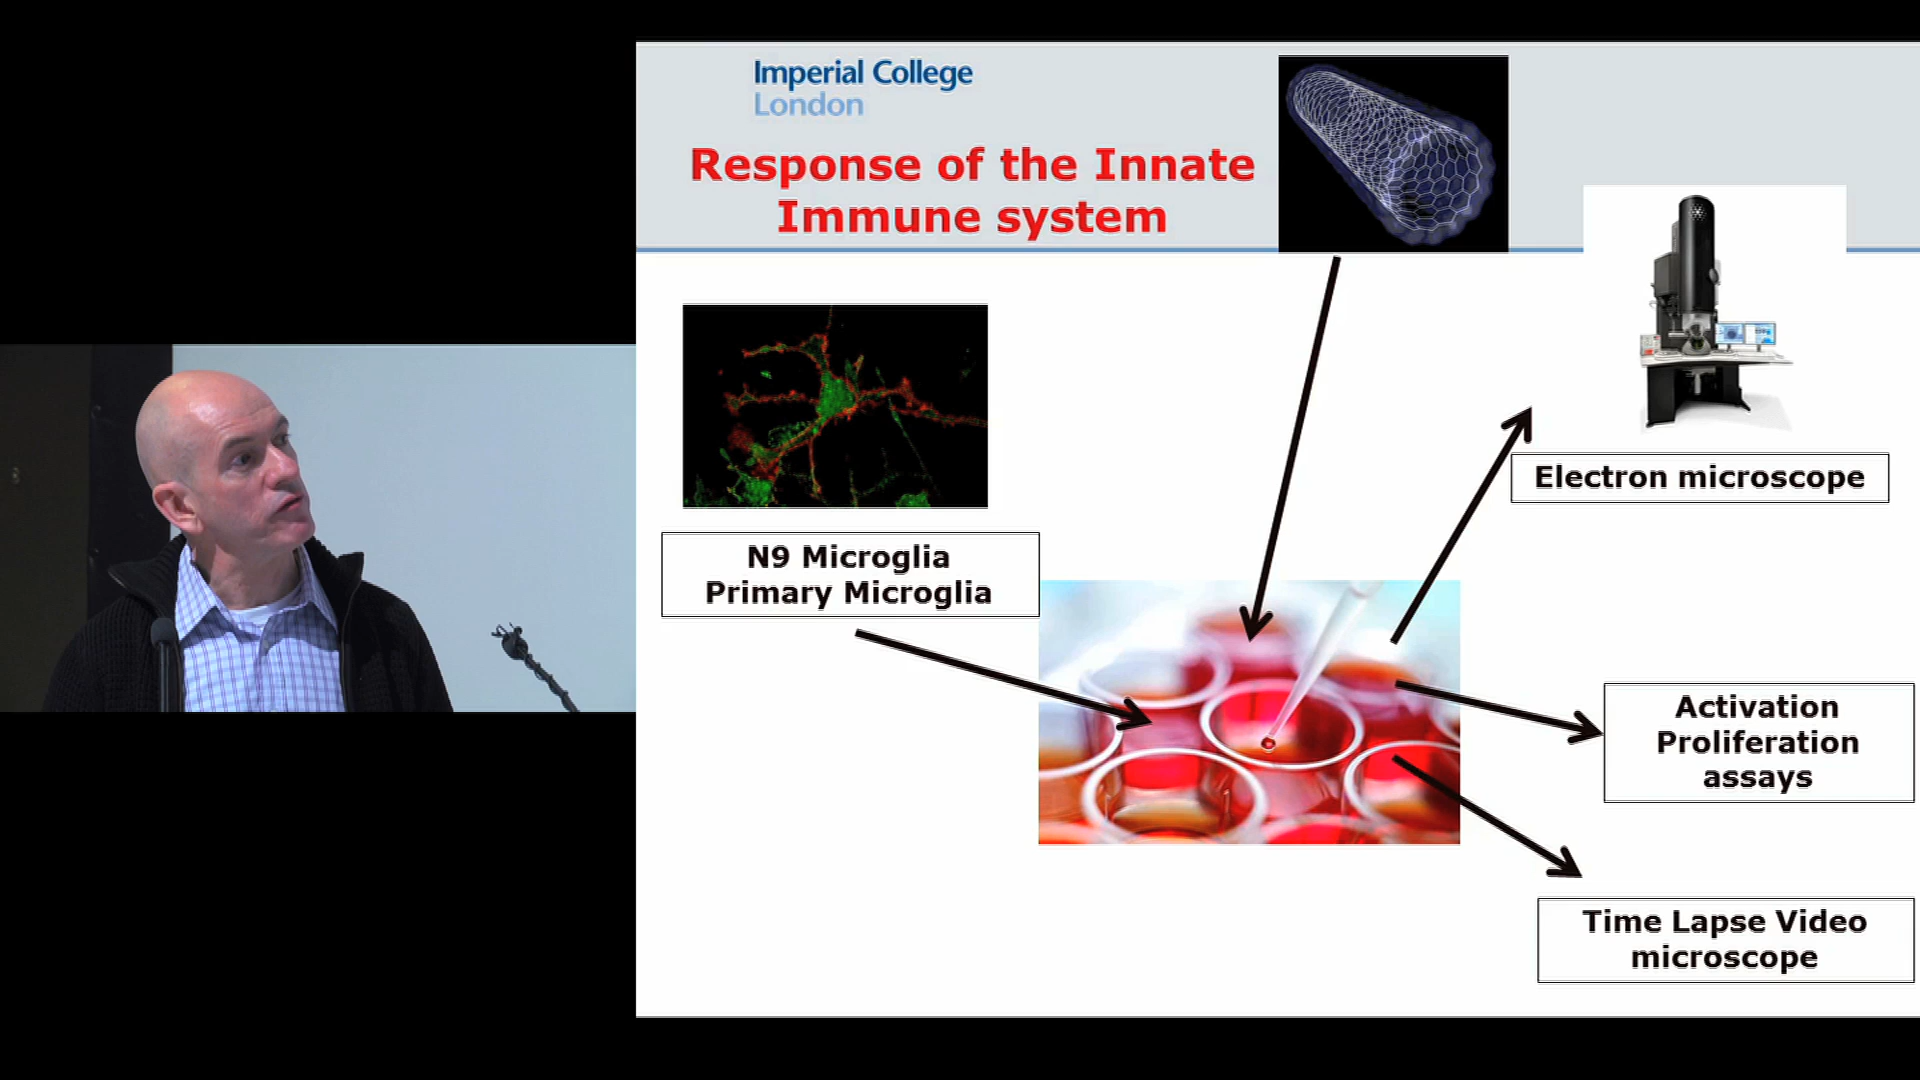 Imperial College
London
Response of the Innate
Immune system
N9 Microglia
Primary Microglia
Electron microscope
Activation
Proliferation
assays
Time Lapse Video
microscope